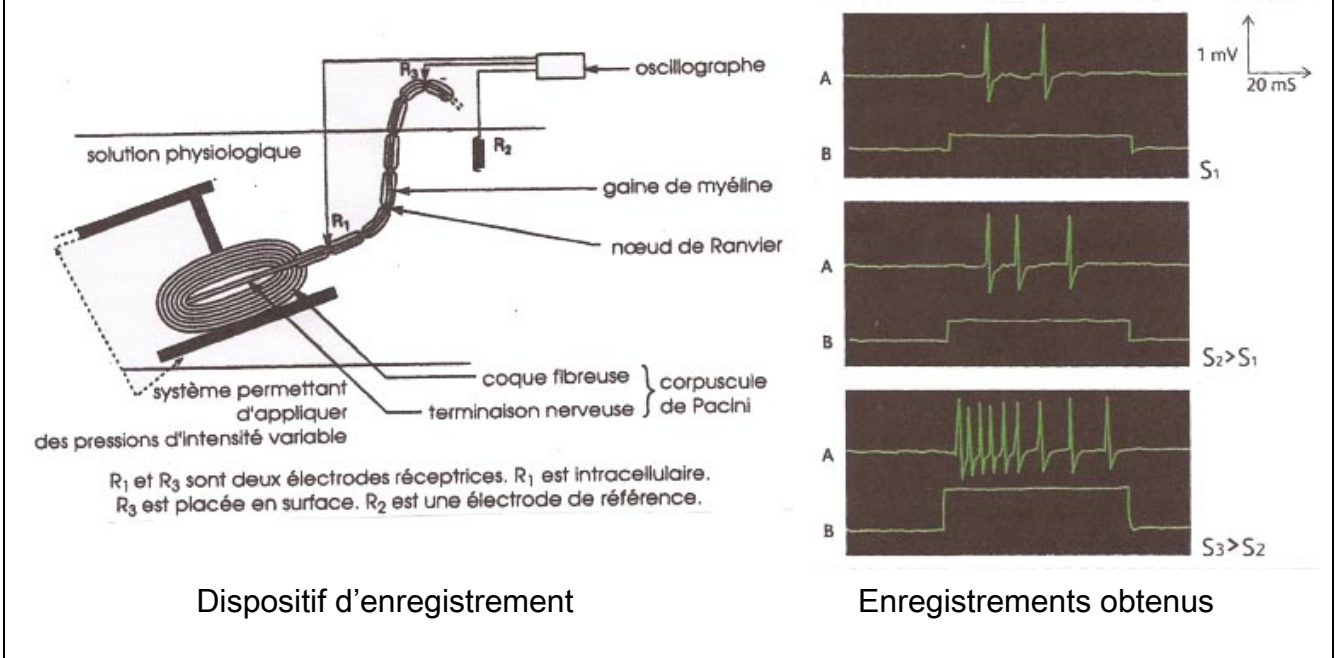 R3
oscillographe
solution physiologique
R2
gaine de myéline
R1
nœud de Ranvier
coque fibreuse
corpuscule
de Pacini
terminaison nerveuse
système permettant
d'appliquer
des pressions d'intensité variable
R1 et R3 sont deux électrodes réceptrices. R1 est intracellulaire.
R3 est placée en surface. R2 est une électrode de référence.
Dispositif d'enregistrement
A
B
1 mV
20 mS
S1
A
B
S2>S1
A
B
S3>S2
Enregistrements obtenus